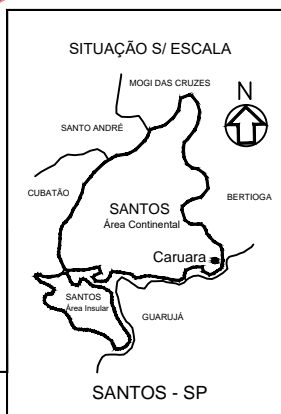 SITUAÇÃO S/ ESCALA
MOGI DAS CRUZES
N
SANTO ANDRÉ
CUBATÃO
BERTIOGA
SANTOS
Área Continental
Caruara
SANTOS
Área Insular
GUARUJÁ
SANTOS - SP